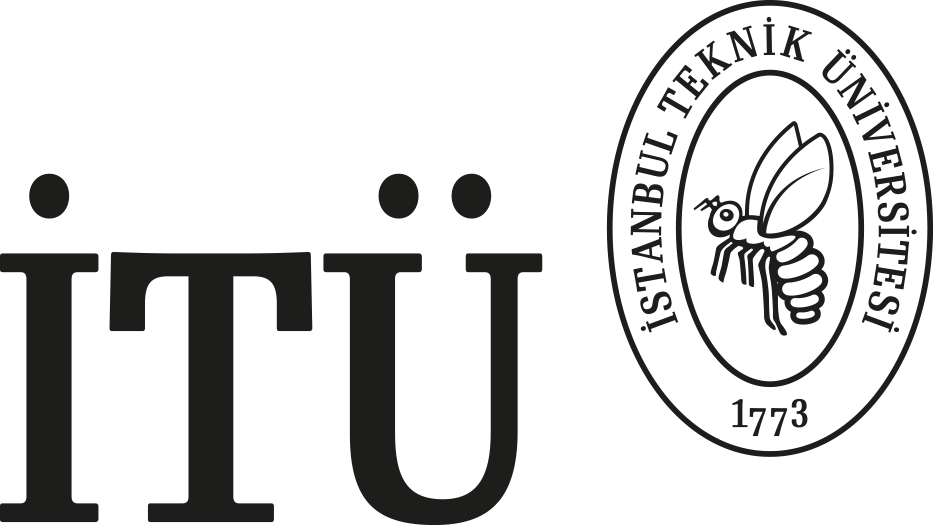 İTÜ
İSTANBUL TEKNİK ÜNİVERSİTESİ
1773